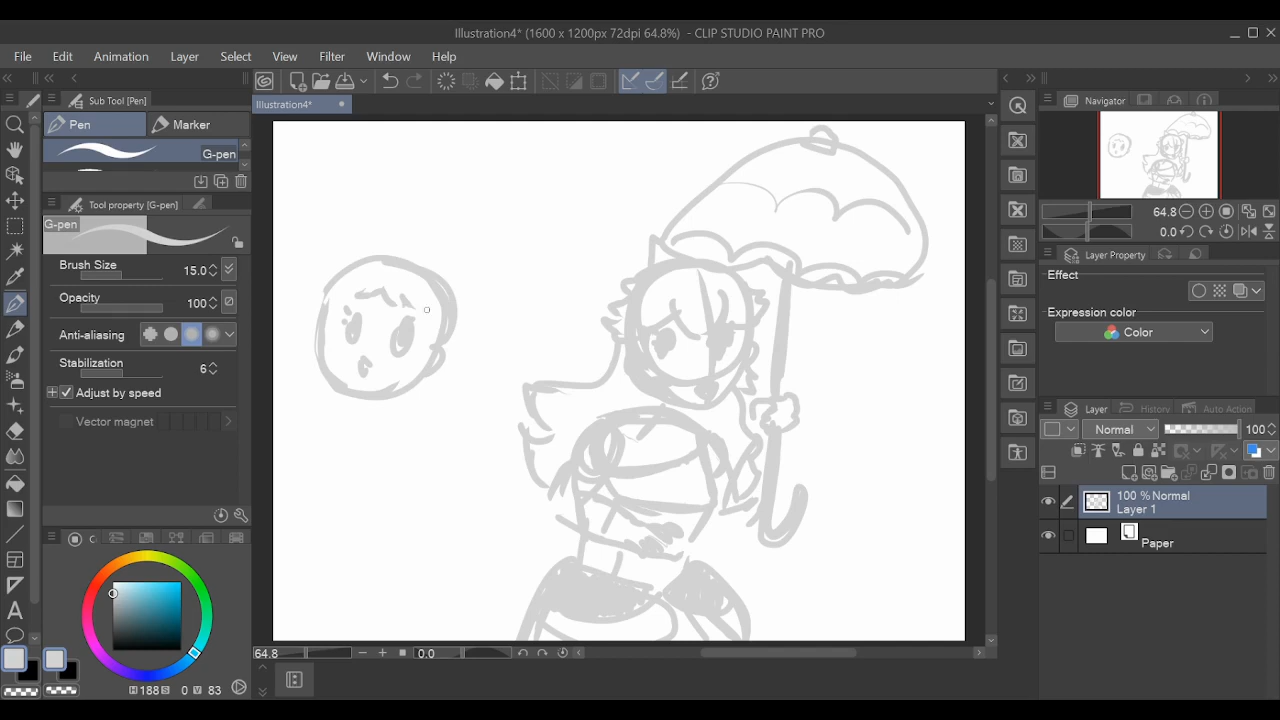 Illustration4* (1600 x 1200px 72dpi 64.8%) - CLIP STUDIO PAINT PRO
File Edit Animation Layer Select View Filter Window Help
Sub Tool [Pen]
Illustration4*
Navigator
Pen Marker
G-pen
Tool property [G-pen]
G-pen
64.8
0.0
Brush Size 15.0
Opacity 100
Anti-aliasing
Stabilization 6
Adjust by speed
Vector magnet
Layer Property
Effect
Expression color
Color
Layer History Auto Action
Normal 100
100 % Normal
Layer 1
Paper
64.8 0.0
H 188 S 0 V 83